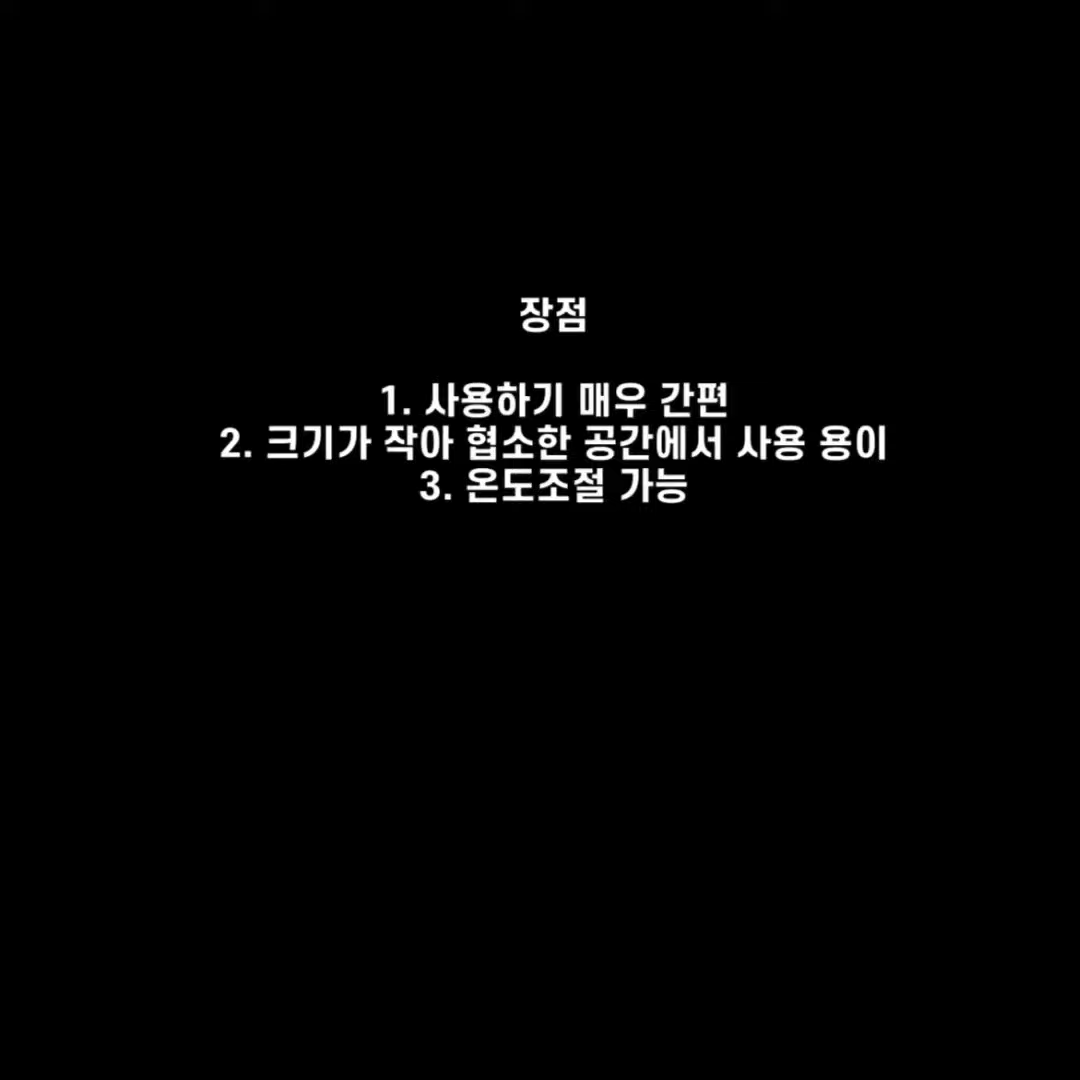 장점
1. 사용하기 매우 간편
2. 크기가 작아 협소한 공간에서 사용 용이
3. 온도조절 가능